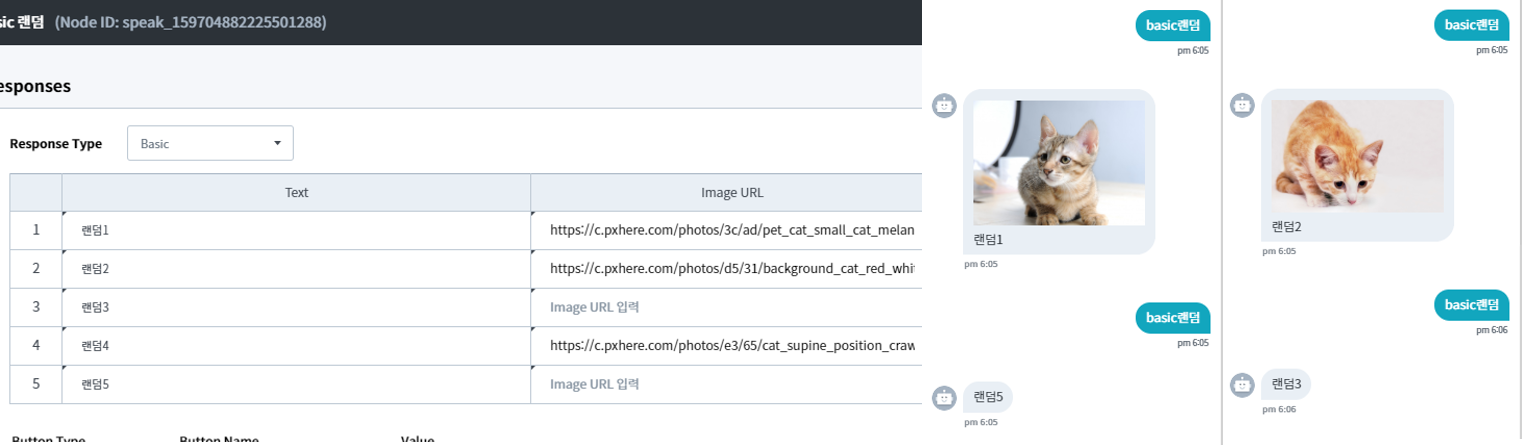 sic 랜덤 (Node ID: speak_159704882225501288)
esponses
Response Type Basic
Text Image URL
1 랜덤1 https://c.pxhere.com/photos/3c/ad/pet_cat_small_cat_melan
2 랜덤2 https://c.pxhere.com/photos/d5/31/background_cat_red_whit
3 랜덤3 Image URL 입력
4 랜덤4 https://c.pxhere.com/photos/e3/65/cat_supine_position_craw
5 랜덤5 Image URL 입력
Button Type Button Name Value
basic랜덤
pm 6:05
랜덤1
pm 6:05
basic랜덤
pm 6:05
랜덤5
pm 6:05
basic랜덤
pm 6:05
랜덤2
pm 6:05
basic랜덤
pm 6:06
랜덤3
pm 6:06